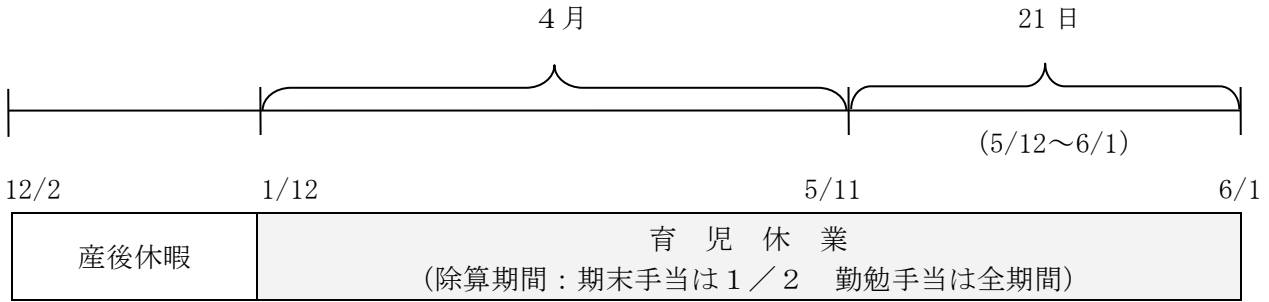 ４月 21 日
(5/12～6/1)
12/2 1/12 5/11 6/1
産後休暇
育 児 休 業
(除算期間：期末手当は１／２ 勤勉手当は全期間)